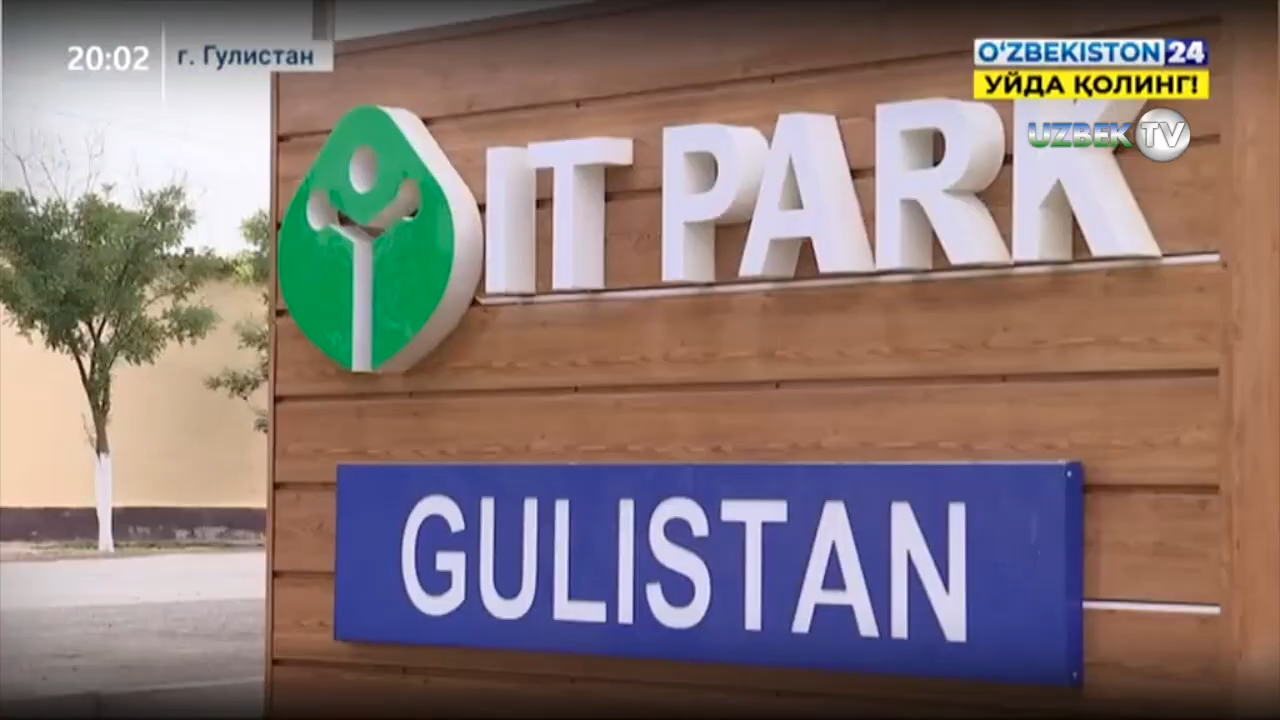 20:02
г. Гулистан
O'ZBEKISTON 24
УЙДА ҚОЛИНГ!
UZBEK TV
IT PARK
GULISTAN